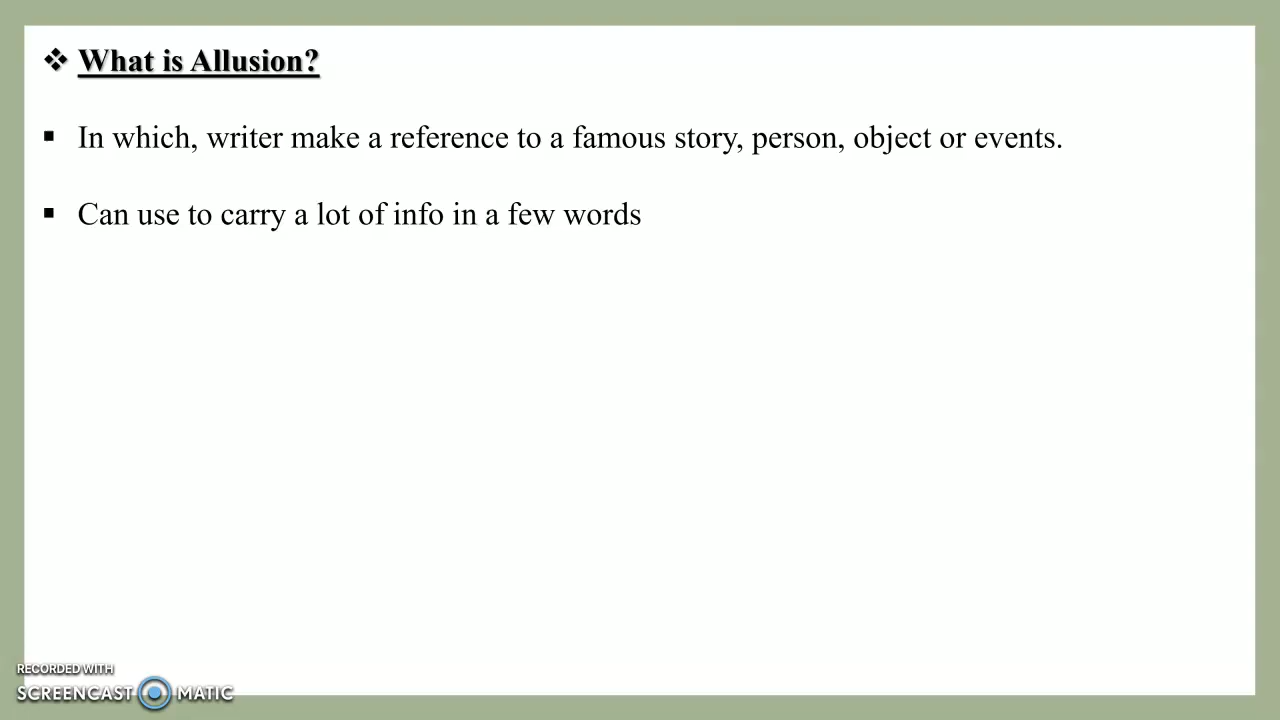 ❖ What is Allusion?
▪ In which, writer make a reference to a famous story, person, object or events.
▪ Can use to carry a lot of info in a few words
RECORDED WITH
SCREENCAST MATIC